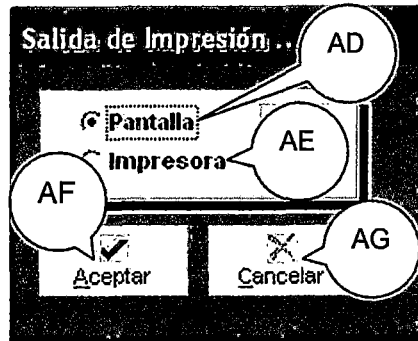 Salida de Impresión ...
AD
Pantalla
AE
Impresora
AF
AG
Aceptar
Cancelar